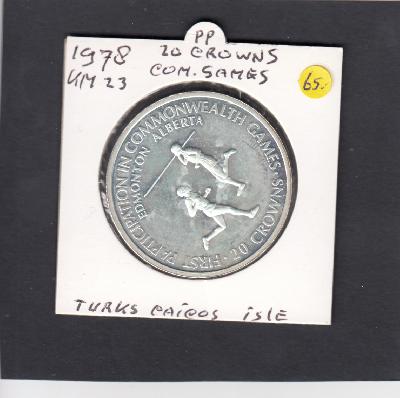 PP
1978 20 CROWNS
KM 23 COM. GAMES
65.-
FIRST PARTICIPATION IN COMMONWEALTH GAMES.
EDMONTON ALBERTA
· 20 CROWNS
TURKS CAICOS ISLE